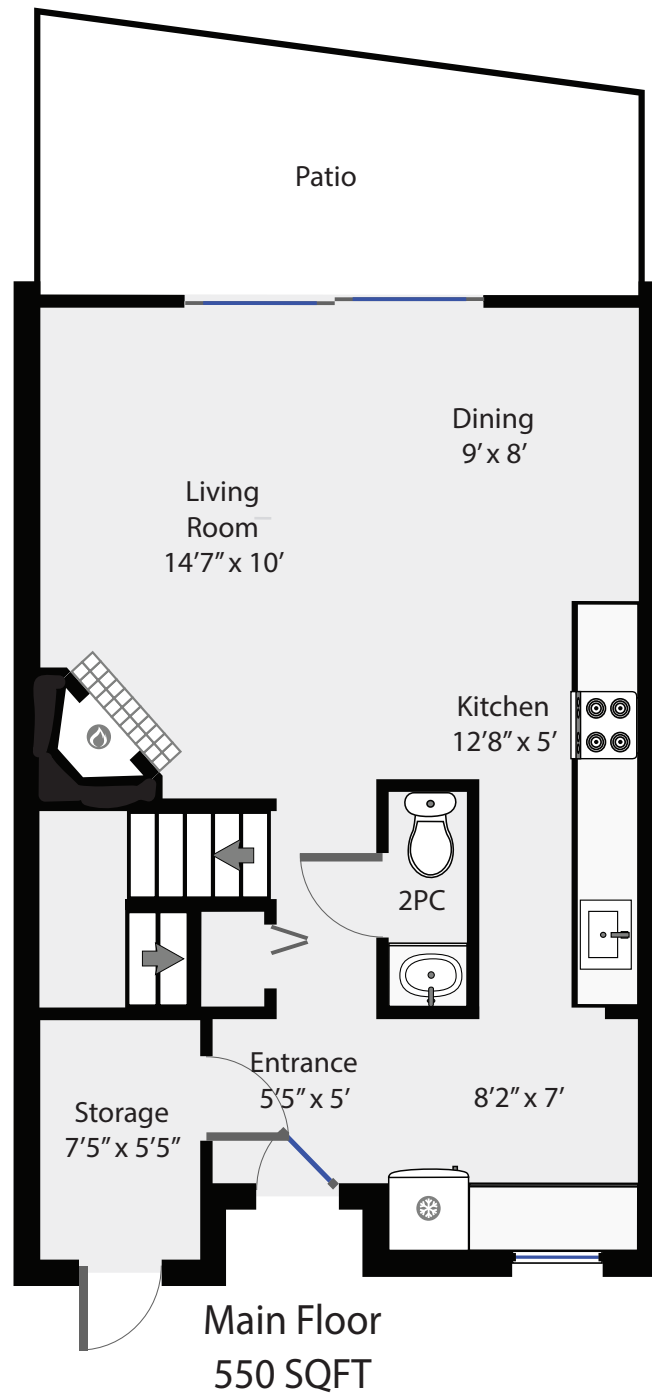 Patio
Dining
9’ x 8’
Living
Room
14’7” x 10’
Kitchen
12’8” x 5’
2PC
Entrance
5’5” x 5’
8’2” x 7’
Storage
7’5” x 5’5”
Main Floor
550 SQFT